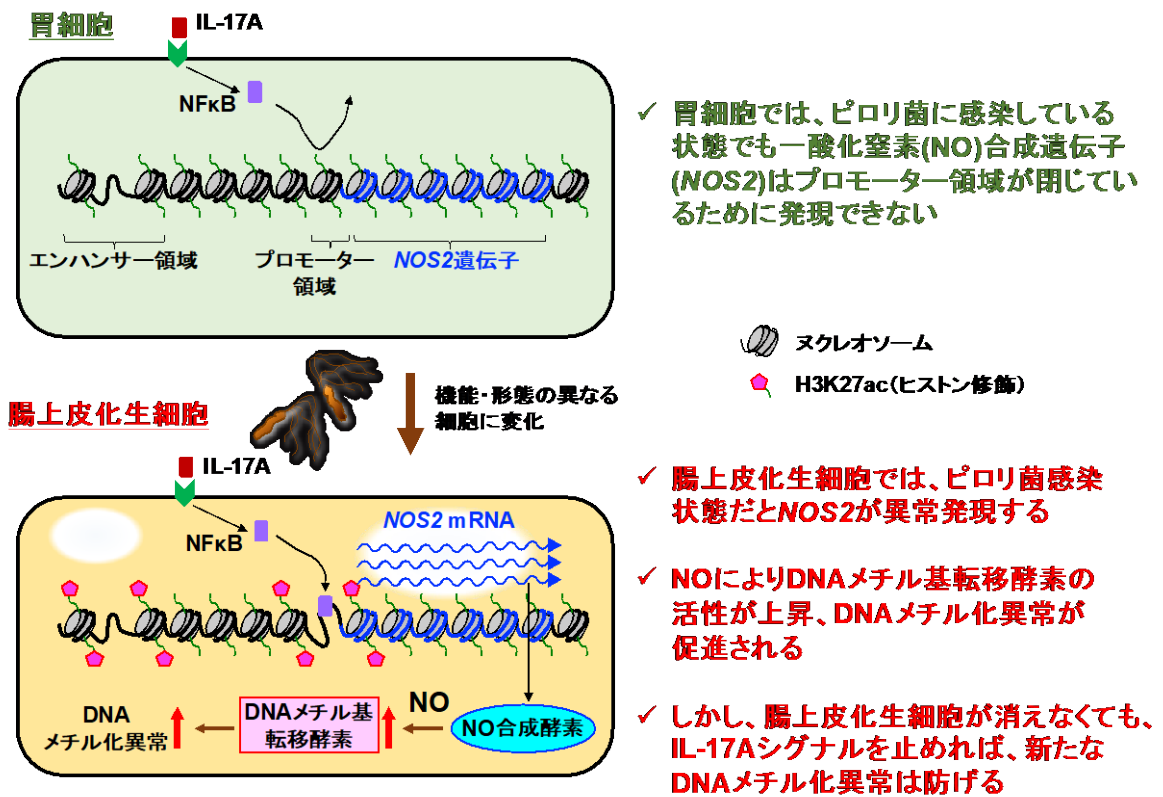 胃細胞
IL-17A
NFκB
エンハンサー領域
プロモーター
領域
NOS2遺伝子
✓ 胃細胞では、ピロリ菌に感染している
状態でも一酸化窒素(NO)合成遺伝子
(NOS2)はプロモーター領域が閉じてい
るために発現できない
ヌクレオソーム
H3K27ac(ヒストン修飾)
機能・形態の異なる
細胞に変化
腸上皮化生細胞
IL-17A
NFκB
NOS2 mRNA
NO合成酵素
NO
DNAメチル基
転移酵素
DNA
メチル化異常
✓ 腸上皮化生細胞では、ピロリ菌感染
状態だとNOS2が異常発現する
✓ NOによりDNAメチル基転移酵素の
活性が上昇、DNAメチル化異常が
促進される
✓ しかし、腸上皮化生細胞が消えなくても、
IL-17Aシグナルを止めれば、新たな
DNAメチル化異常は防げる